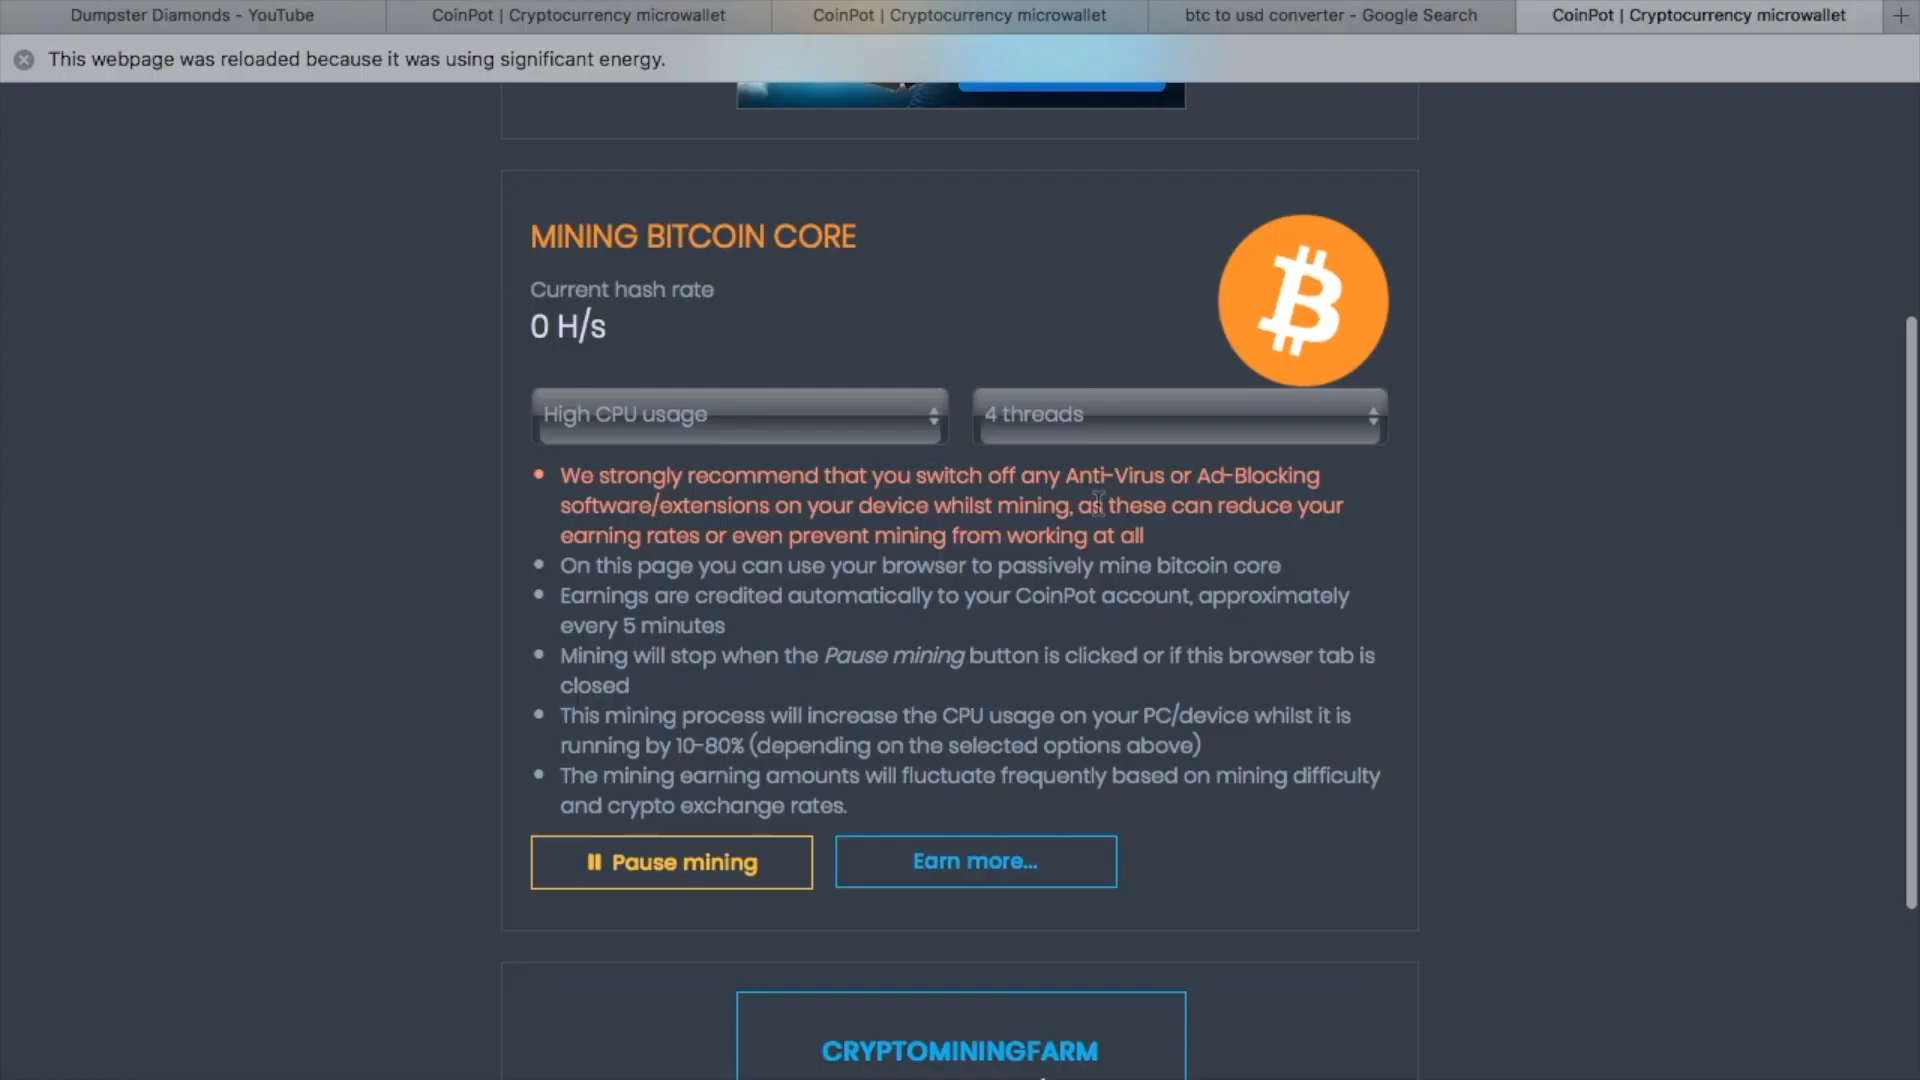 Dumpster Diamonds - YouTube
CoinPot | Cryptocurrency microwallet
CoinPot | Cryptocurrency microwallet
btc to usd converter - Google Search
CoinPot | Cryptocurrency microwallet
This webpage was reloaded because it was using significant energy.
MINING BITCOIN CORE
Current hash rate
0 H/s
High CPU usage
4 threads
We strongly recommend that you switch off any Anti-Virus or Ad-Blocking
software/extensions on your device whilst mining, as these can reduce your
earning rates or even prevent mining from working at all
On this page you can use your browser to passively mine bitcoin core
Earnings are credited automatically to your CoinPot account, approximately
every 5 minutes
Mining will stop when the Pause mining button is clicked or if this browser tab is
closed
This mining process will increase the CPU usage on your PC/device whilst it is
running by 10-80% (depending on the selected options above)
The mining earning amounts will fluctuate frequently based on mining difficulty
and crypto exchange rates.
Pause mining
Earn more...
CRYPTOMININGFARM